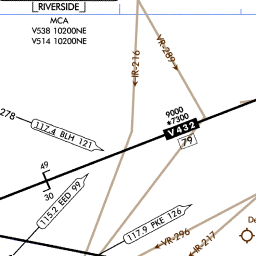 RIVERSIDE
MCA
V538 10200NE
V514 10200NE
IR-216
VR-289
278
117.4 BLH 121
9000
*7300
V432
79
49
30
115.2 EED 99
117.9 PKE 126
VR-296
IR-217
De